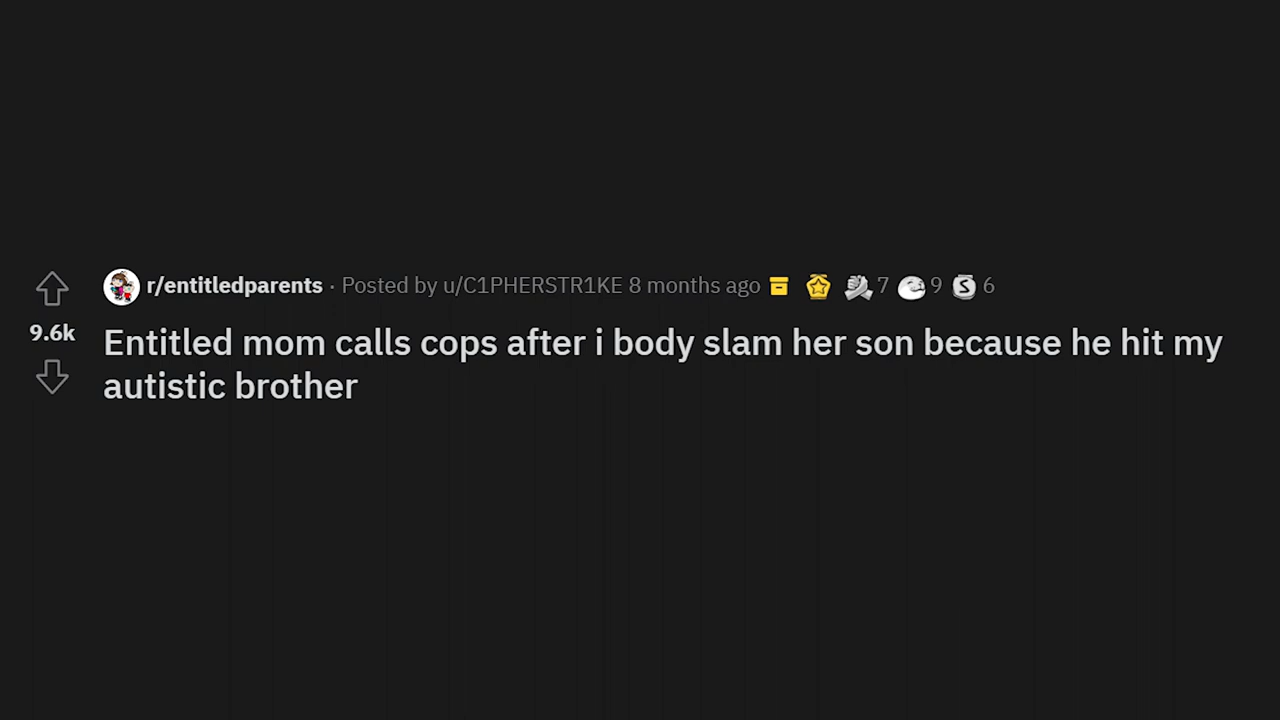 r/entitledparents · Posted by u/C1PHERSTR1KE 8 months ago 7 9 6
9.6k
Entitled mom calls cops after i body slam her son because he hit my
autistic brother